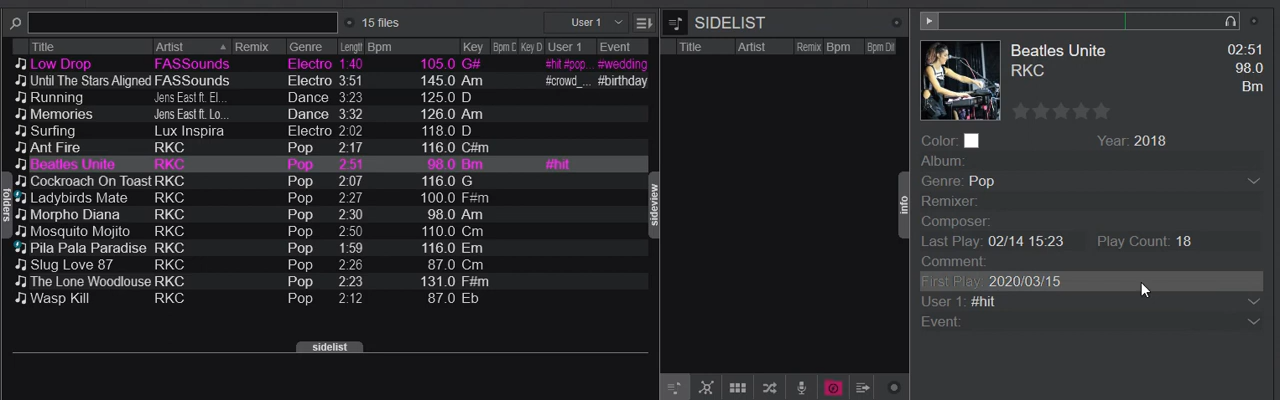 15 files
User 1
Title Artist Remix Genre Length Bpm Key Bpm D Key D User 1 Event
Low Drop FASSounds Electro 1:40 105.0 G# #hit #pop... #wedding
Until The Stars Aligned FASSounds Electro 3:51 145.0 Am #crowd_... #birthday
Running Jens East ft. El... Dance 3:23 125.0 D
Memories Jens East ft. Lo... Dance 3:32 126.0 Am
Surfing Lux Inspira Electro 2:02 118.0 D
Ant Fire RKC Pop 2:17 116.0 C#m
Beatles Unite RKC Pop 2:51 98.0 Bm #hit
Cockroach On Toast RKC Pop 2:07 116.0 G
Ladybirds Mate RKC Pop 2:27 100.0 F#m
Morpho Diana RKC Pop 2:30 98.0 Am
Mosquito Mojito RKC Pop 2:50 110.0 Cm
Pila Pala Paradise RKC Pop 1:59 116.0 Em
Slug Love 87 RKC Pop 2:26 87.0 Cm
The Lone Woodlouse RKC Pop 2:23 131.0 F#m
Wasp Kill RKC Pop 2:12 87.0 Eb
folders
sidelist
sideview
SIDELIST
Title Artist Remix Bpm Bpm Dif
info
Beatles Unite 02:51
RKC 98.0
Bm
Color: Year: 2018
Album:
Genre: Pop
Remixer:
Composer:
Last Play: 02/14 15:23 Play Count: 18
Comment:
First Play: 2020/03/15
User 1: #hit
Event: